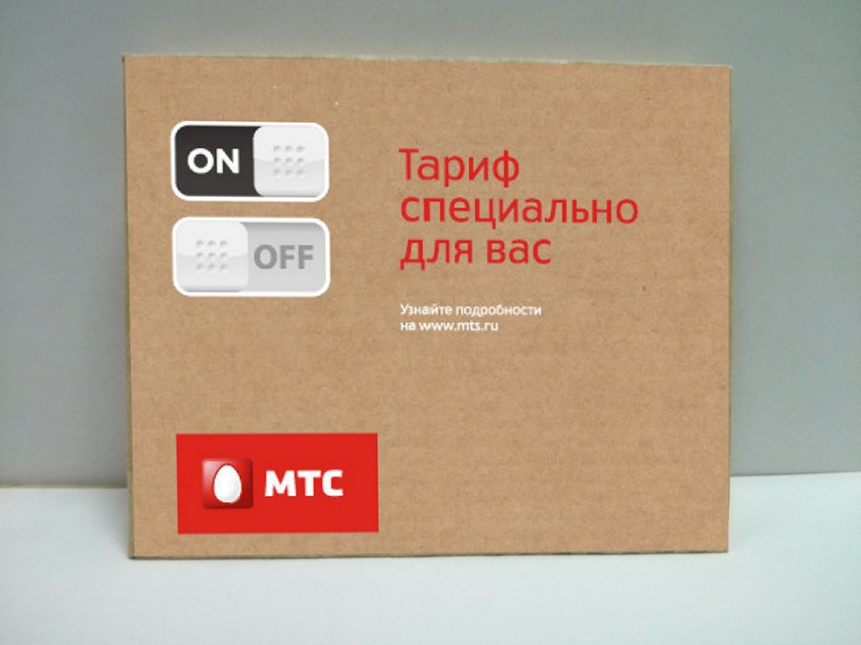 ON
OFF
Тариф
специально
для вас
Узнайте подробности
на www.mts.ru
МТС